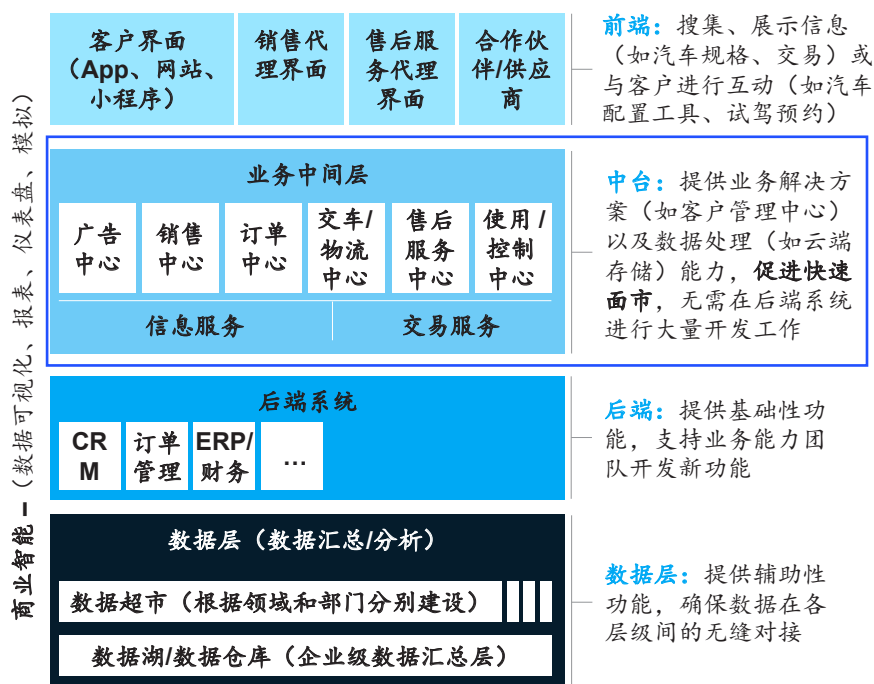 客户界面
（App、网站、
小程序）
销售代
理界面
售后服
务代理
界面
合作伙
伴/供应
商
前端：搜集、展示信息
（如汽车规格、交易）或
与客户进行互动（如汽车
配置工具、试驾预约）
商业智能 –（数据可视化、报表、仪表盘、模拟）
业务中间层
广告
中心
销售
中心
订单
中心
交车/
物流
中心
售后
服务
中心
使用 /
控制
中心
信息服务
交易服务
中台：提供业务解决方
案（如客户管理中心）
以及数据处理（如云端
存储）能力，促进快速
面市，无需在后端系统
进行大量开发工作
后端系统
CR
M
订单
管理
ERP/
财务
…
后端：提供基础性功
能，支持业务能力团
队开发新功能
数据层（数据汇总/分析）
数据超市（根据领域和部门分别建设）
数据湖/数据仓库（企业级数据汇总层）
数据层：提供辅助性
功能，确保数据在各
层级间的无缝对接